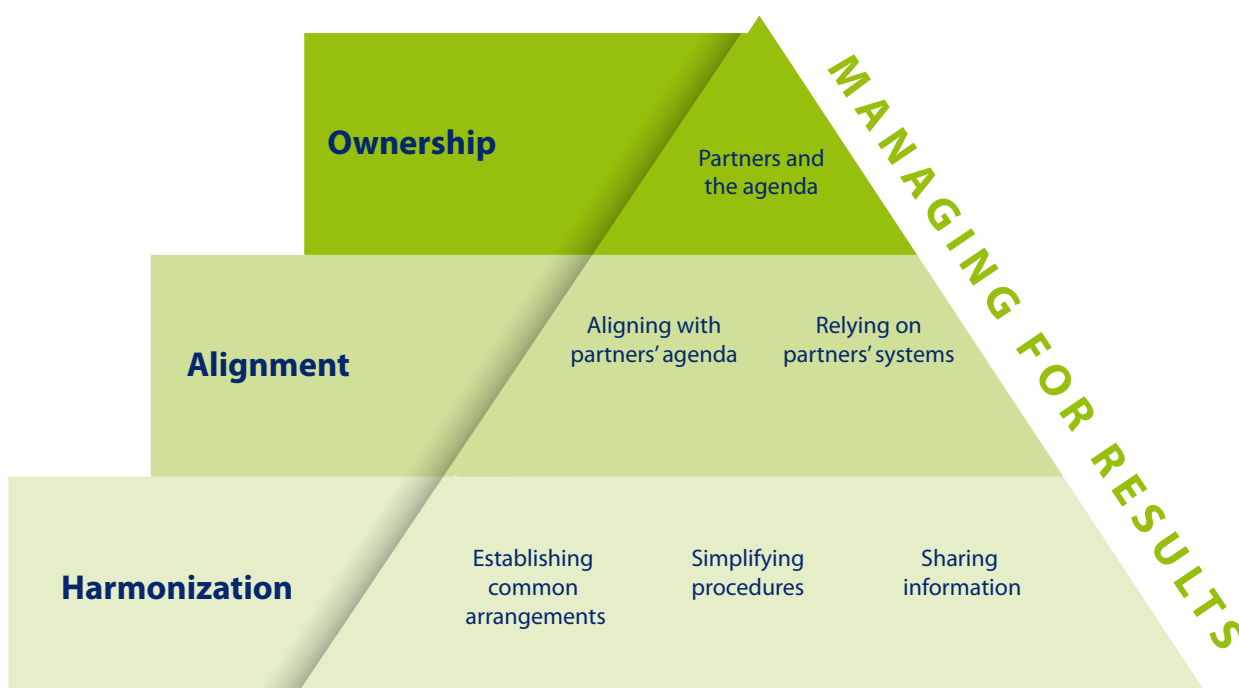 Ownership
Partners and
the agenda
MANAGING FOR RESULTS
Alignment
Aligning with
partners’ agenda
Relying on
partners’ systems
Harmonization
Establishing
common
arrangements
Simplifying
procedures
Sharing
information